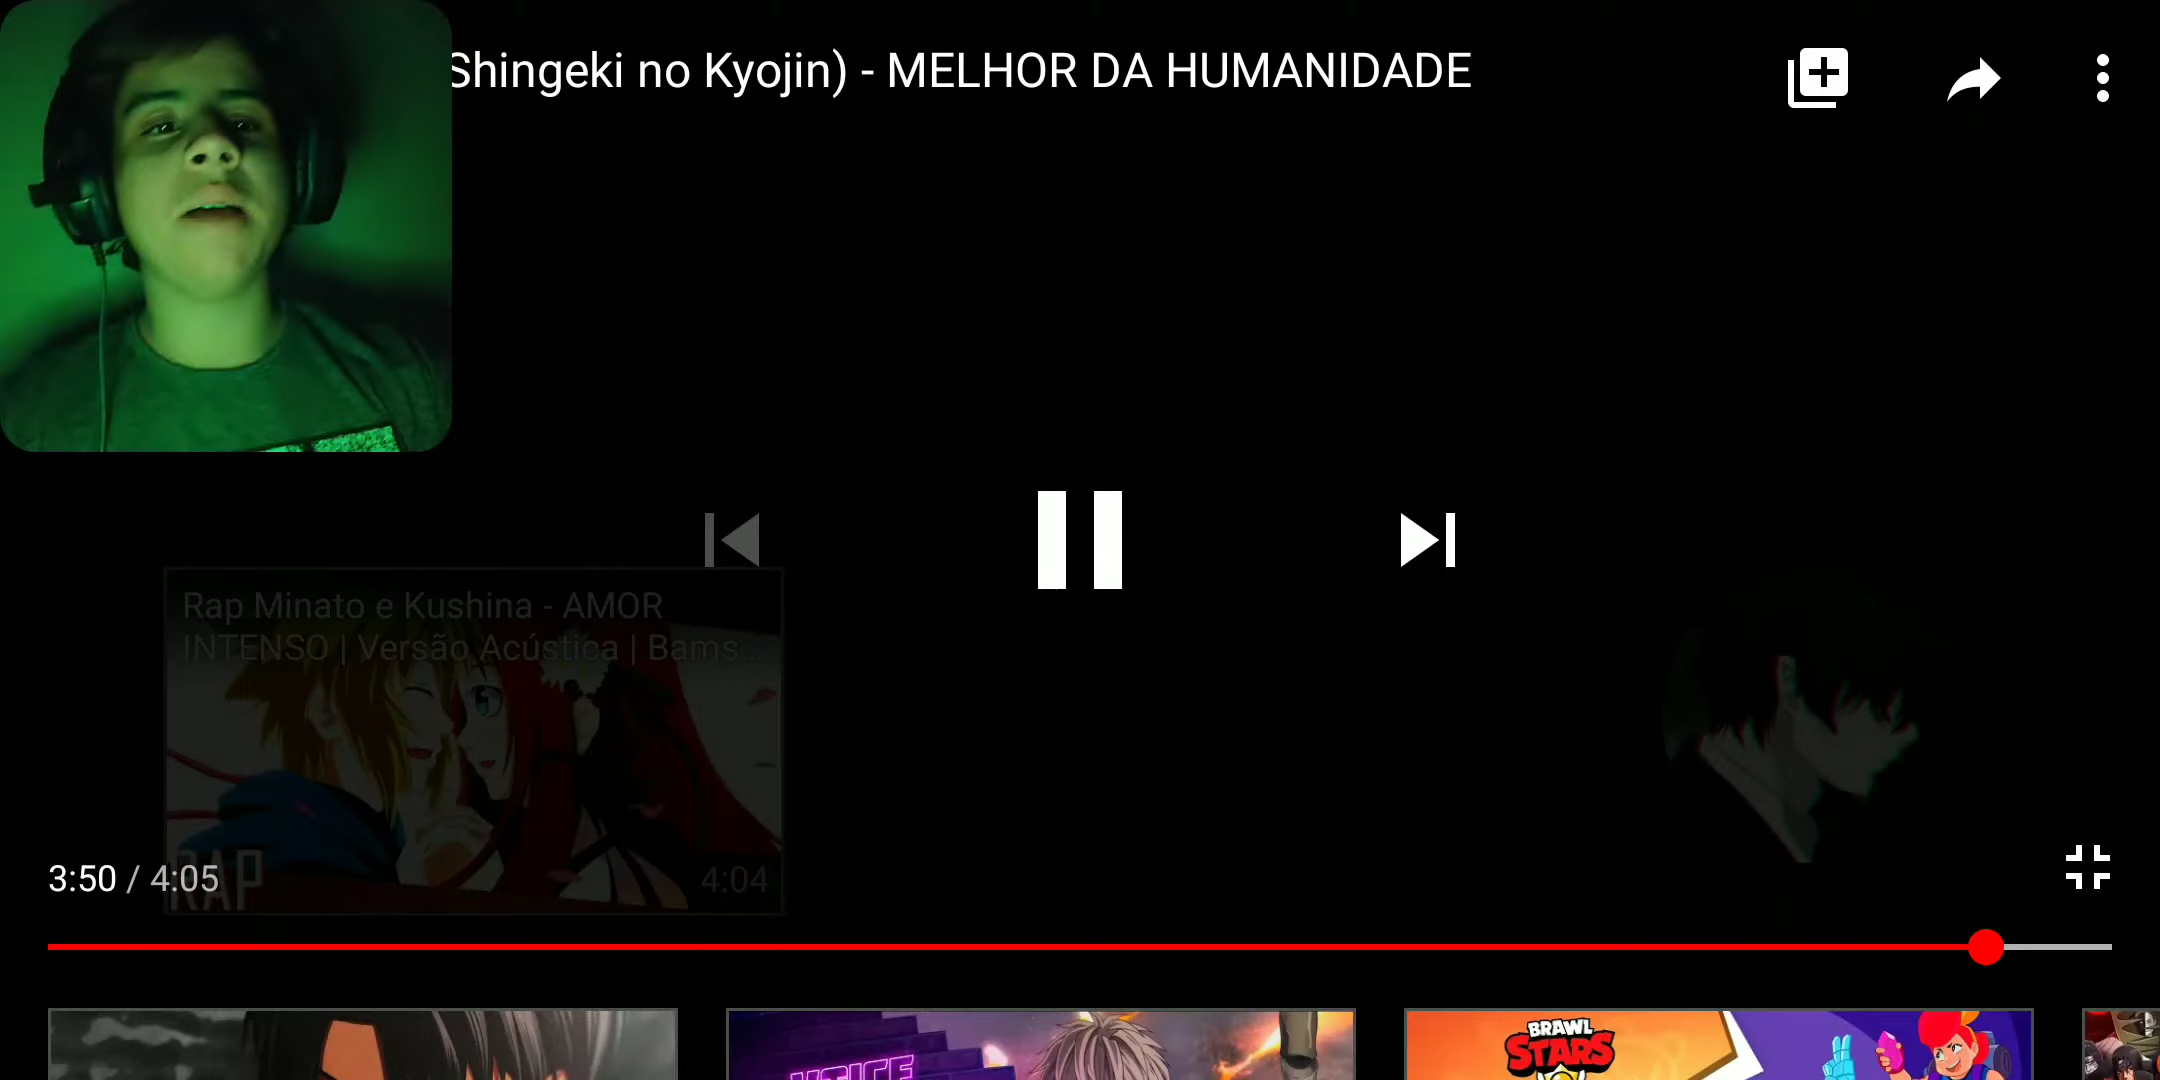 Shingeki no Kyojin) - MELHOR DA HUMANIDADE
Rap Minato e Kushina - AMOR
INTENSO | Versão Acústica | Bams...
RAP
4:04
3:50 / 4:05
BRAWL
STARS